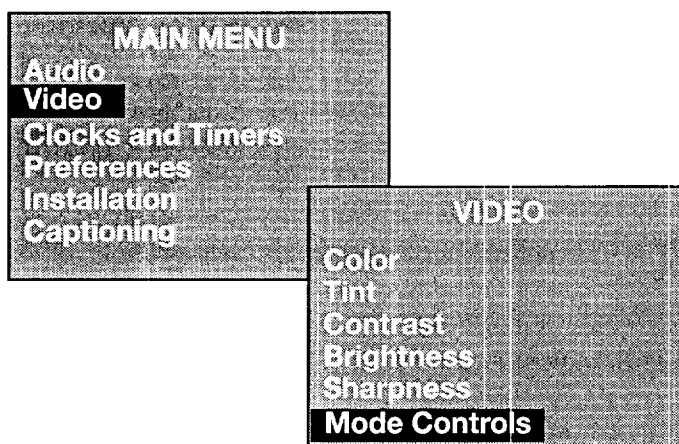 MAIN MENU
Audio
Video
Clocks and Timers
Preferences
Installation
Captioning
VIDEO
Color
Tint
Contrast
Brightness
Sharpness
Mode Controls